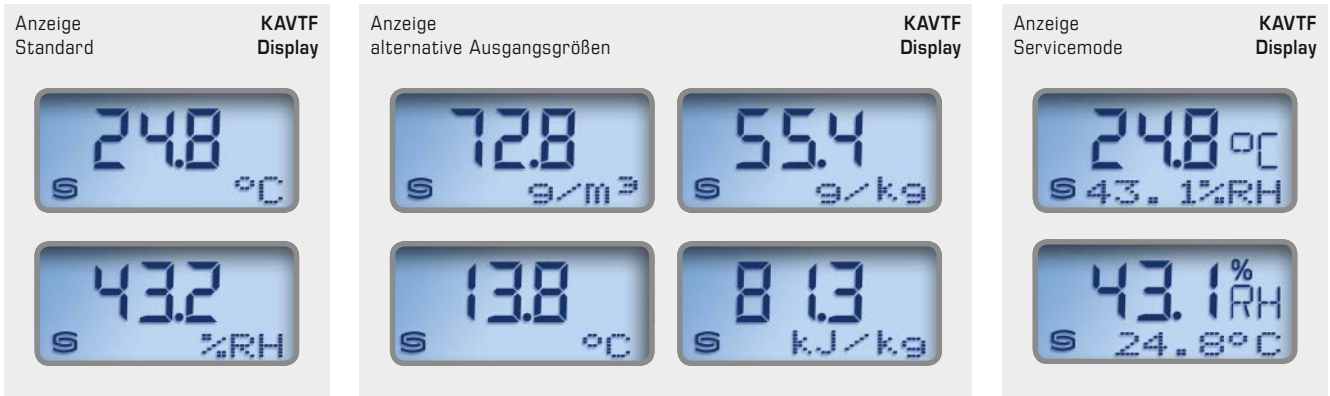 Anzeige
Standard
KAVTF
Display
24.8
°C
43.2
%RH
Anzeige
alternative Ausgangsgrößen
KAVTF
Display
72.8
g/m³
55.4
g/kg
13.8
°C
81.3
kJ/kg
Anzeige
Servicemode
KAVTF
Display
24.8 °C
43.1%RH
43.1 % RH
24.8°C